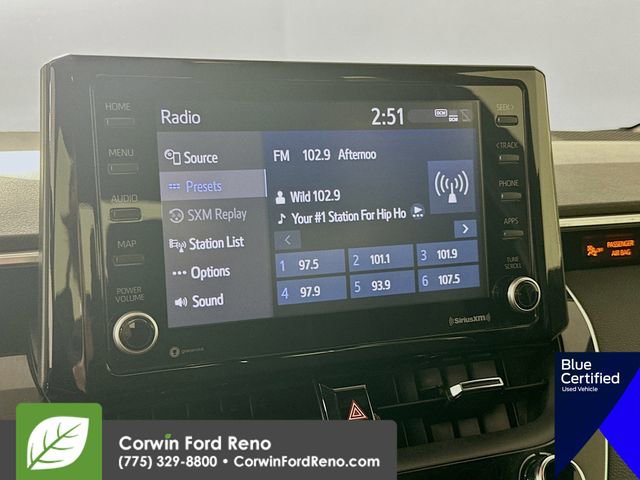 HOME
MENU
AUDIO
MAP
POWER
VOLUME
Radio
2:51
DCM
Source
Presets
SXM Replay
Station List
Options
Sound
FM 102.9 Afternoo
Wild 102.9
Your #1 Station For Hip Ho
1 97.5
2 101.1
3 101.9
4 97.9
5 93.9
6 107.5
SEEK>
<TRACK
PHONE
APPS
TUNE
SCROLL
SiriusXM
PASSENGER
AIR BAG
Blue
Certified
Used Vehicle
Corwin Ford Reno
(775) 329-8800 • CorwinFordReno.com